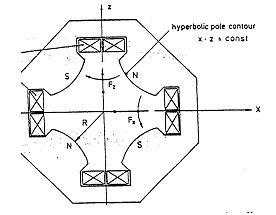 z
hyperbolic pole contour
x · z = const
S
N
F_z
X
R
F_x
N
S